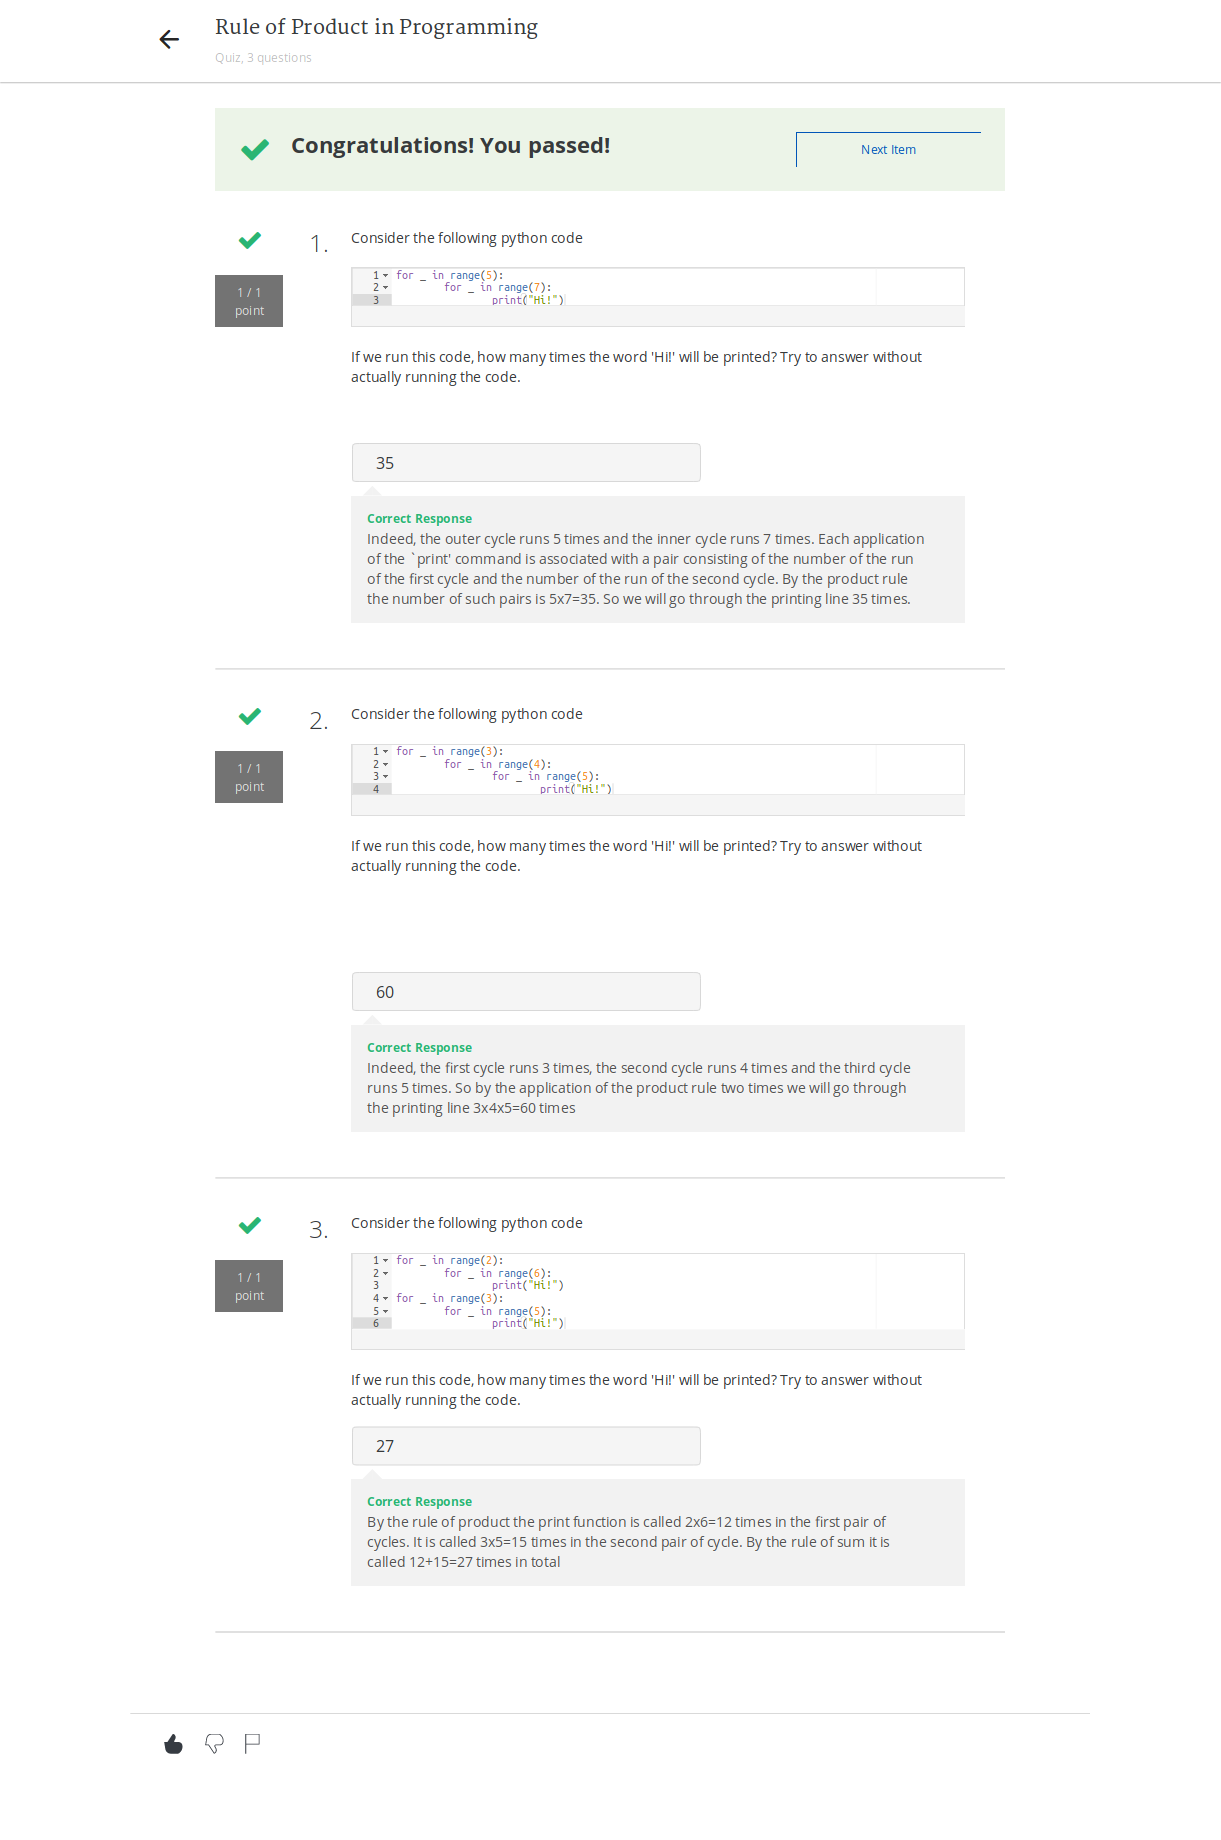 Rule of Product in Programming
Quiz, 3 questions
Congratulations! You passed!
Next Item
1 / 1
point
1.
Consider the following python code
1 for _ in range(5):
2 for _ in range(7):
3 print("Hi!")
If we run this code, how many times the word 'Hi!' will be printed? Try to answer without
actually running the code.
35
Correct Response
Indeed, the outer cycle runs 5 times and the inner cycle runs 7 times. Each application
of the `print' command is associated with a pair consisting of the number of the run
of the first cycle and the number of the run of the second cycle. By the product rule
the number of such pairs is 5x7=35. So we will go through the printing line 35 times.
1 / 1
point
2.
Consider the following python code
1 for _ in range(3):
2 for _ in range(4):
3 for _ in range(5):
4 print("Hi!")
If we run this code, how many times the word 'Hi!' will be printed? Try to answer without
actually running the code.
60
Correct Response
Indeed, the first cycle runs 3 times, the second cycle runs 4 times and the third cycle
runs 5 times. So by the application of the product rule two times we will go through
the printing line 3x4x5=60 times
1 / 1
point
3.
Consider the following python code
1 for _ in range(2):
2 for _ in range(6):
3 print("Hi!")
4 for _ in range(3):
5 for _ in range(5):
6 print("Hi!")
If we run this code, how many times the word 'Hi!' will be printed? Try to answer without
actually running the code.
27
Correct Response
By the rule of product the print function is called 2x6=12 times in the first pair of
cycles. It is called 3x5=15 times in the second pair of cycle. By the rule of sum it is
called 12+15=27 times in total